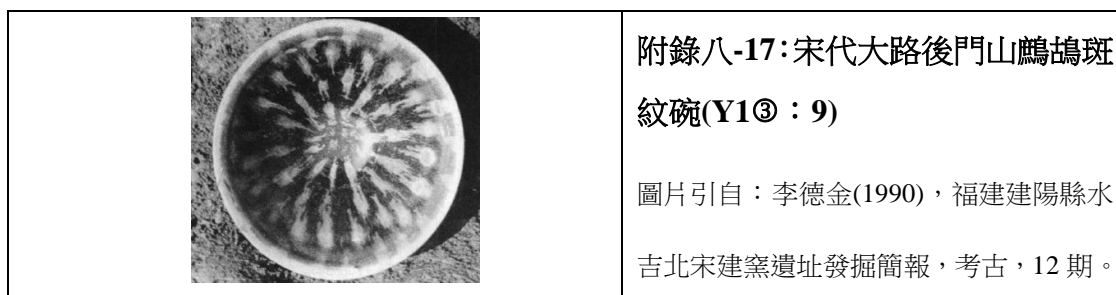 附錄八-17：宋代大路後門山鷓鴣斑
紋碗(Y1③：9)
圖片引自：李德金(1990)，福建建陽縣水
吉北宋建窯遺址發掘簡報，考古，12 期。